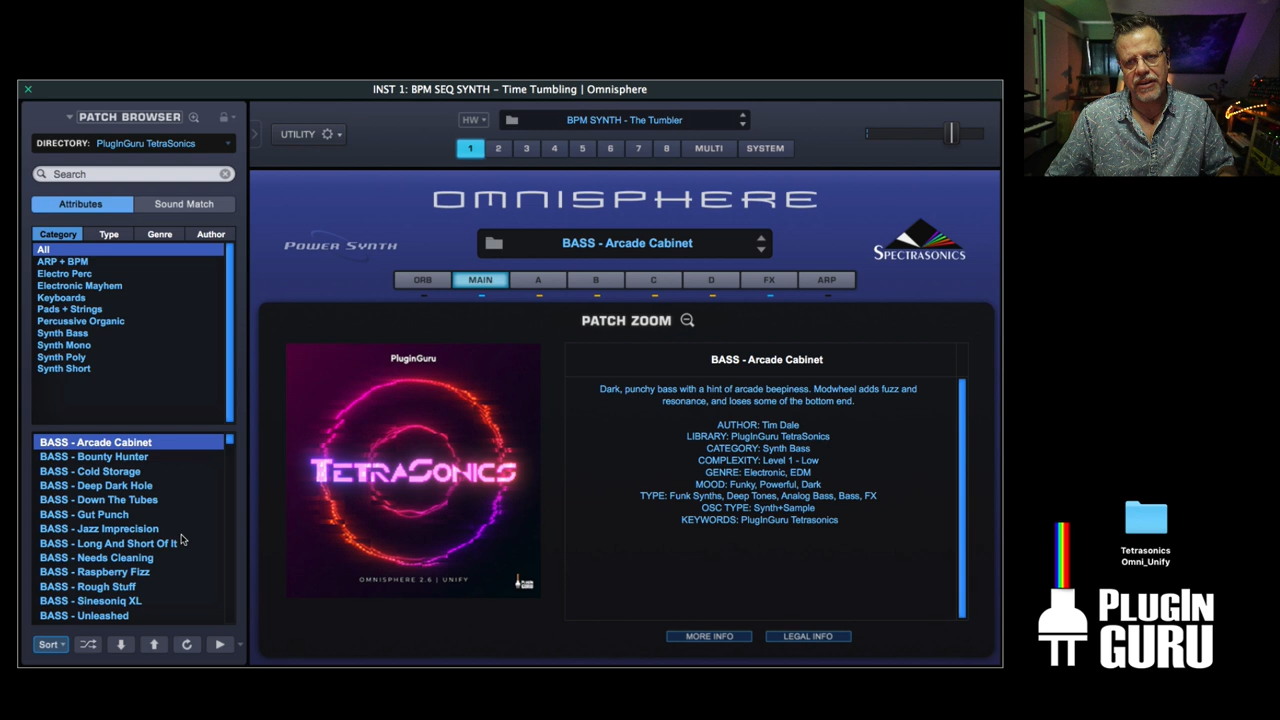 INST 1: BPM SEQ SYNTH - Time Tumbling | Omnisphere
PATCH BROWSER
DIRECTORY: PlugInGuru TetraSonics
Search
Attributes
Sound Match
Category
Type
Genre
Author
All
ARP + BPM
Electro Perc
Electronic Mayhem
Keyboards
Pads + Strings
Percussive Organic
Synth Bass
Synth Mono
Synth Poly
Synth Short
BASS - Arcade Cabinet
BASS - Bounty Hunter
BASS - Cold Storage
BASS - Deep Dark Hole
BASS - Down The Tubes
BASS - Gut Punch
BASS - Jazz Imprecision
BASS - Long And Short Of It
BASS - Needs Cleaning
BASS - Raspberry Fizz
BASS - Rough Stuff
BASS - Sinesoniq XL
BASS - Unleashed
Sort
UTILITY
HW
BPM SYNTH - The Tumbler
1 2 3 4 5 6 7 8 MULTI SYSTEM
OMNISPHERE
POWER SYNTH
BASS - Arcade Cabinet
SPECTRASONICS
ORB MAIN A B C D FX ARP
PATCH ZOOM
PluginGuru
TETRASONICS
OMNISPHERE 2.6 | UNIFY
BASS - Arcade Cabinet
Dark, punchy bass with a hint of arcade beepiness. Modwheel adds fuzz and
resonance, and loses some of the bottom end.
AUTHOR: Tim Dale
LIBRARY: PlugInGuru TetraSonics
CATEGORY: Synth Bass
COMPLEXITY: Level 1 - Low
GENRE: Electronic, EDM
MOOD: Funky, Powerful, Dark
TYPE: Funk Synths, Deep Tones, Analog Bass, Bass, FX
OSC TYPE: Synth+Sample
KEYWORDS: PlugInGuru Tetrasonics
MORE INFO
LEGAL INFO
Tetrasonics
Omni_Unify
PLUGIN
GURU